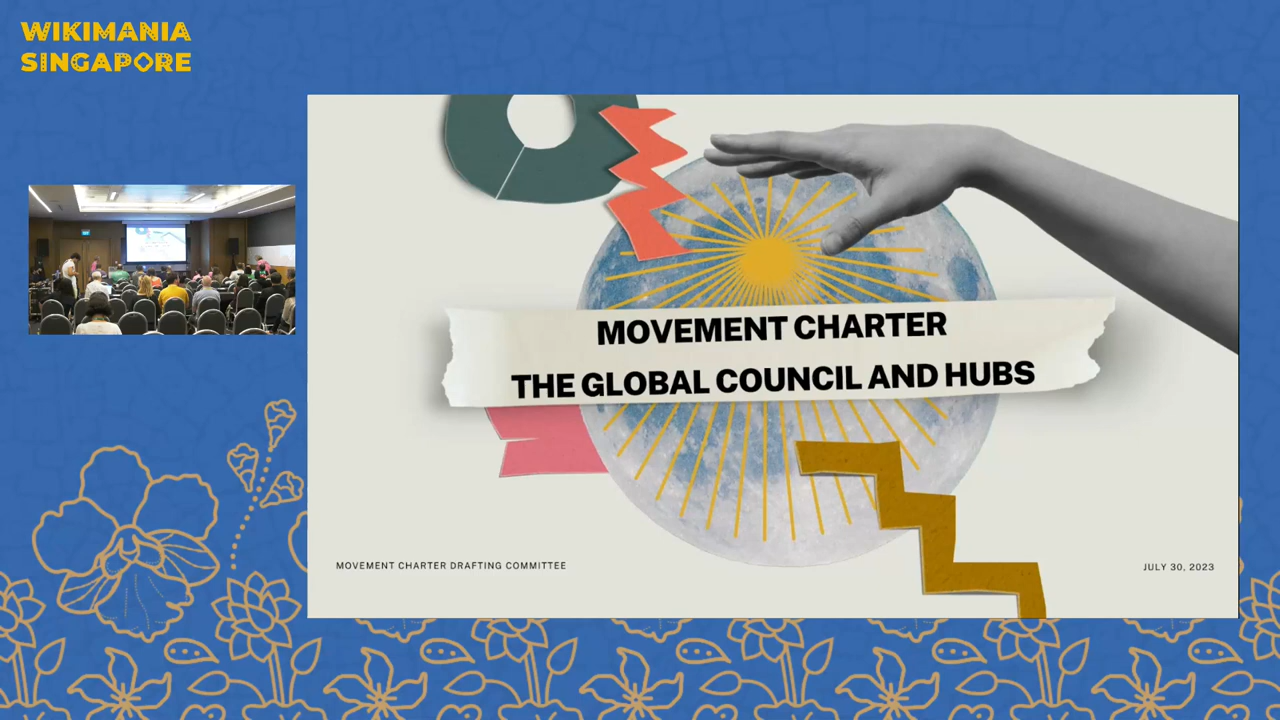 WIKIMANIA
SINGAPORE
MOVEMENT CHARTER
THE GLOBAL COUNCIL AND HUBS
MOVEMENT CHARTER DRAFTING COMMITTEE
JULY 30, 2023